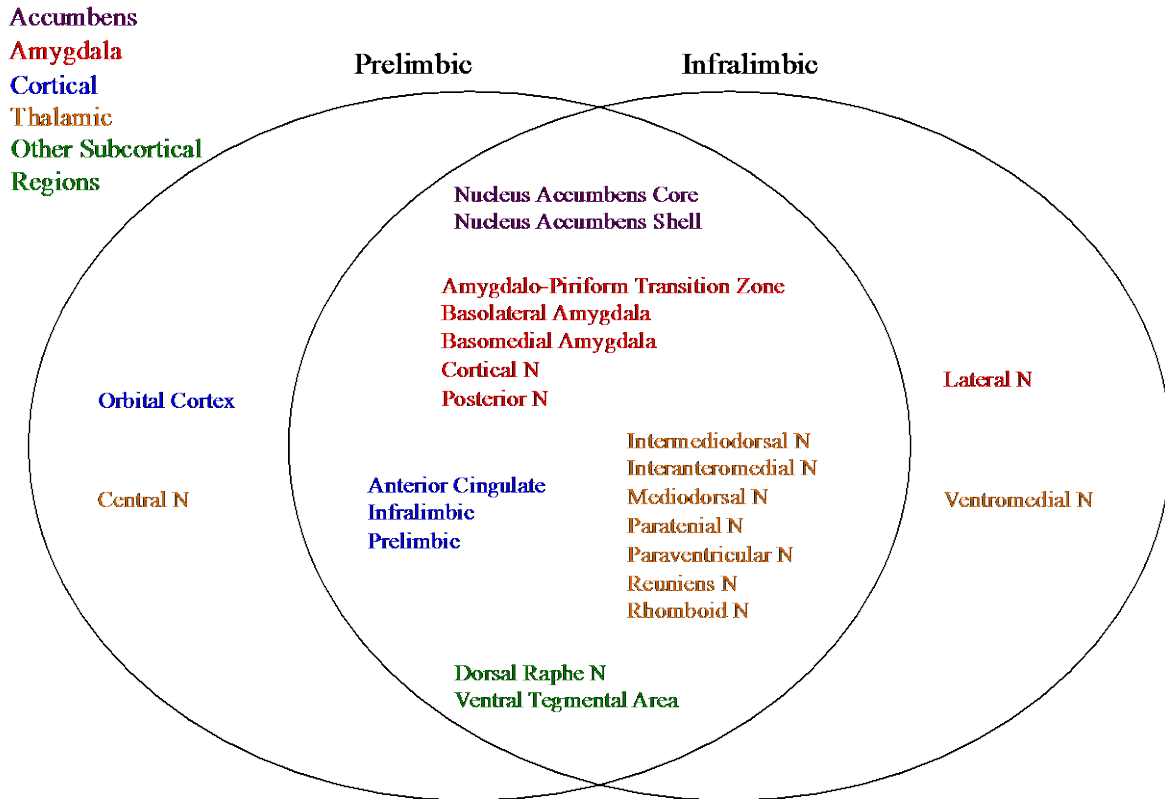 Accumbens
Amygdala
Cortical
Thalamic
Other Subcortical
Regions
Prelimbic
Infralimbic
Nucleus Accumbens Core
Nucleus Accumbens Shell
Amygdalo-Piriform Transition Zone
Basolateral Amygdala
Basomedial Amygdala
Cortical N
Posterior N
Orbital Cortex
Central N
Anterior Cingulate
Infralimbic
Prelimbic
Intermediodorsal N
Interanteromedial N
Mediodorsal N
Paratenial N
Paraventricular N
Reuniens N
Rhomboid N
Dorsal Raphe N
Ventral Tegmental Area
Lateral N
Ventromedial N